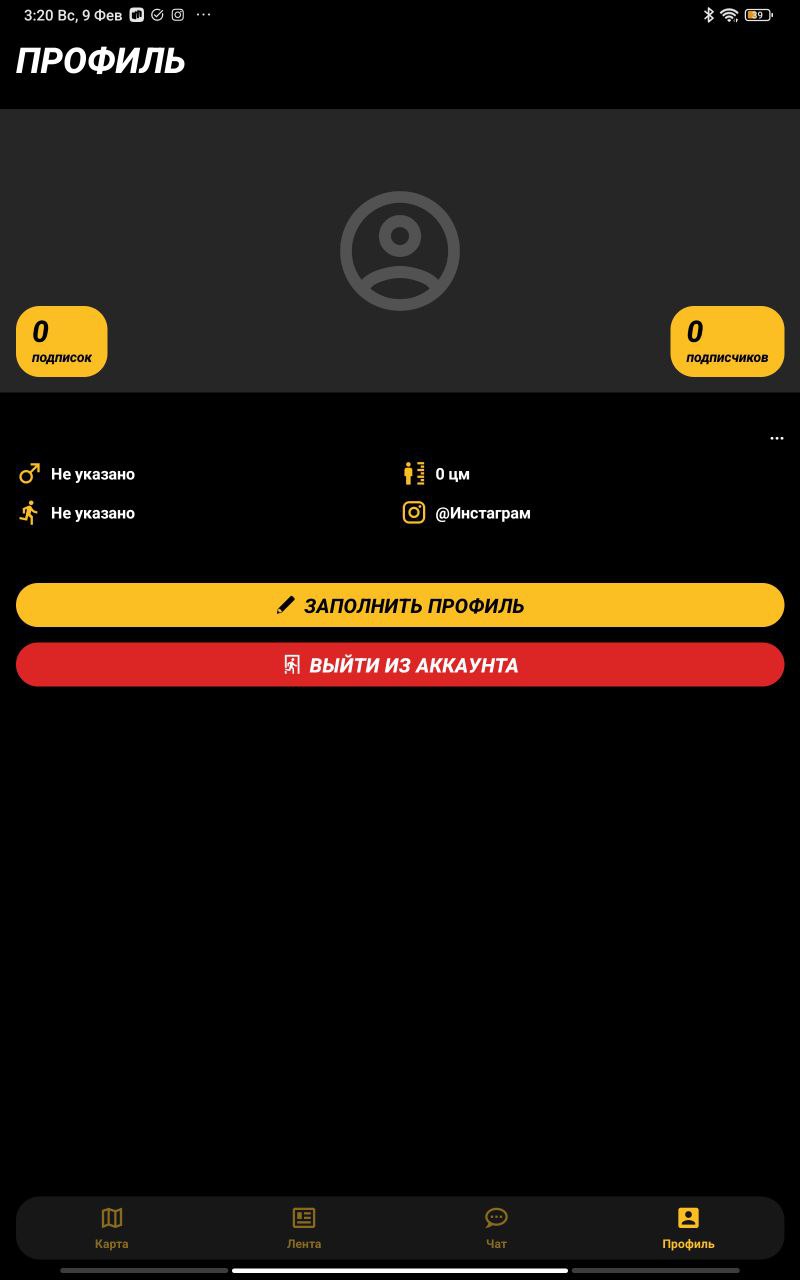 3:20 Вс, 9 Фев
39
ПРОФИЛЬ
0
подписок
0
подписчиков
Не указано
0 цм
Не указано
@Инстаграм
ЗАПОЛНИТЬ ПРОФИЛЬ
ВЫЙТИ ИЗ АККАУНТА
Карта
Лента
Чат
Профиль